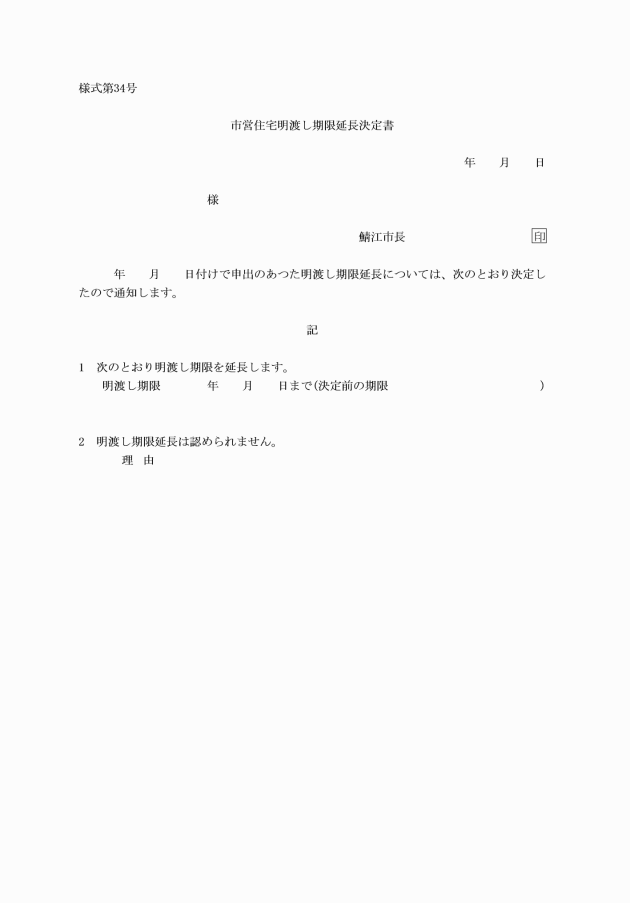 様式第34号
市営住宅明渡し期限延長決定書
年　　月　　日
様
鯖江市長　　　　　　　　　　　印
年　　月　　日付けで申出のあつた明渡し期限延長については、次のとおり決定し
たので通知します。
記
1　次のとおり明渡し期限を延長します。
明渡し期限　　　　年　　月　　日まで(決定前の期限　　　　　　　　　　　　　)
2　明渡し期限延長は認められません。
理　由